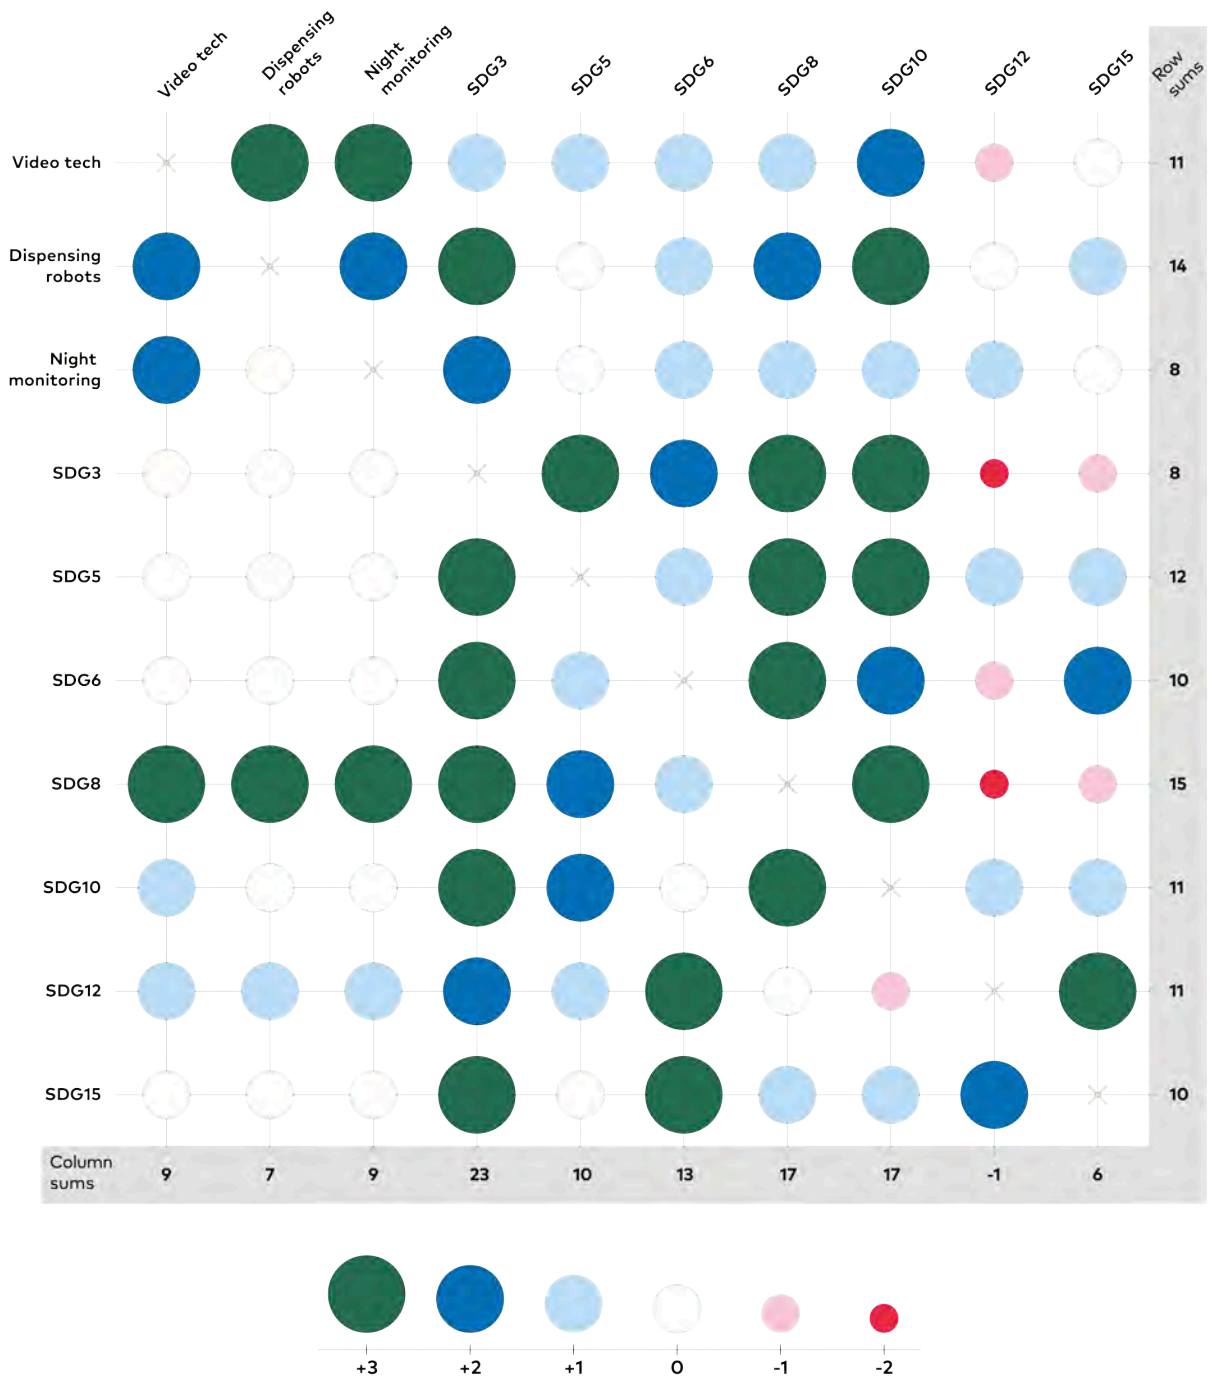 Video tech
Dispensing
robots
Night
monitoring
SDG3
SDG5
SDG6
SDG8
SDG10
SDG12
SDG15
Row
sums
Video tech
11
Dispensing
robots
14
Night
monitoring
8
SDG3
8
SDG5
12
SDG6
10
SDG8
15
SDG10
11
SDG12
11
SDG15
10
Column
sums
9
7
9
23
10
13
17
17
-1
6
+3
+2
+1
0
-1
-2